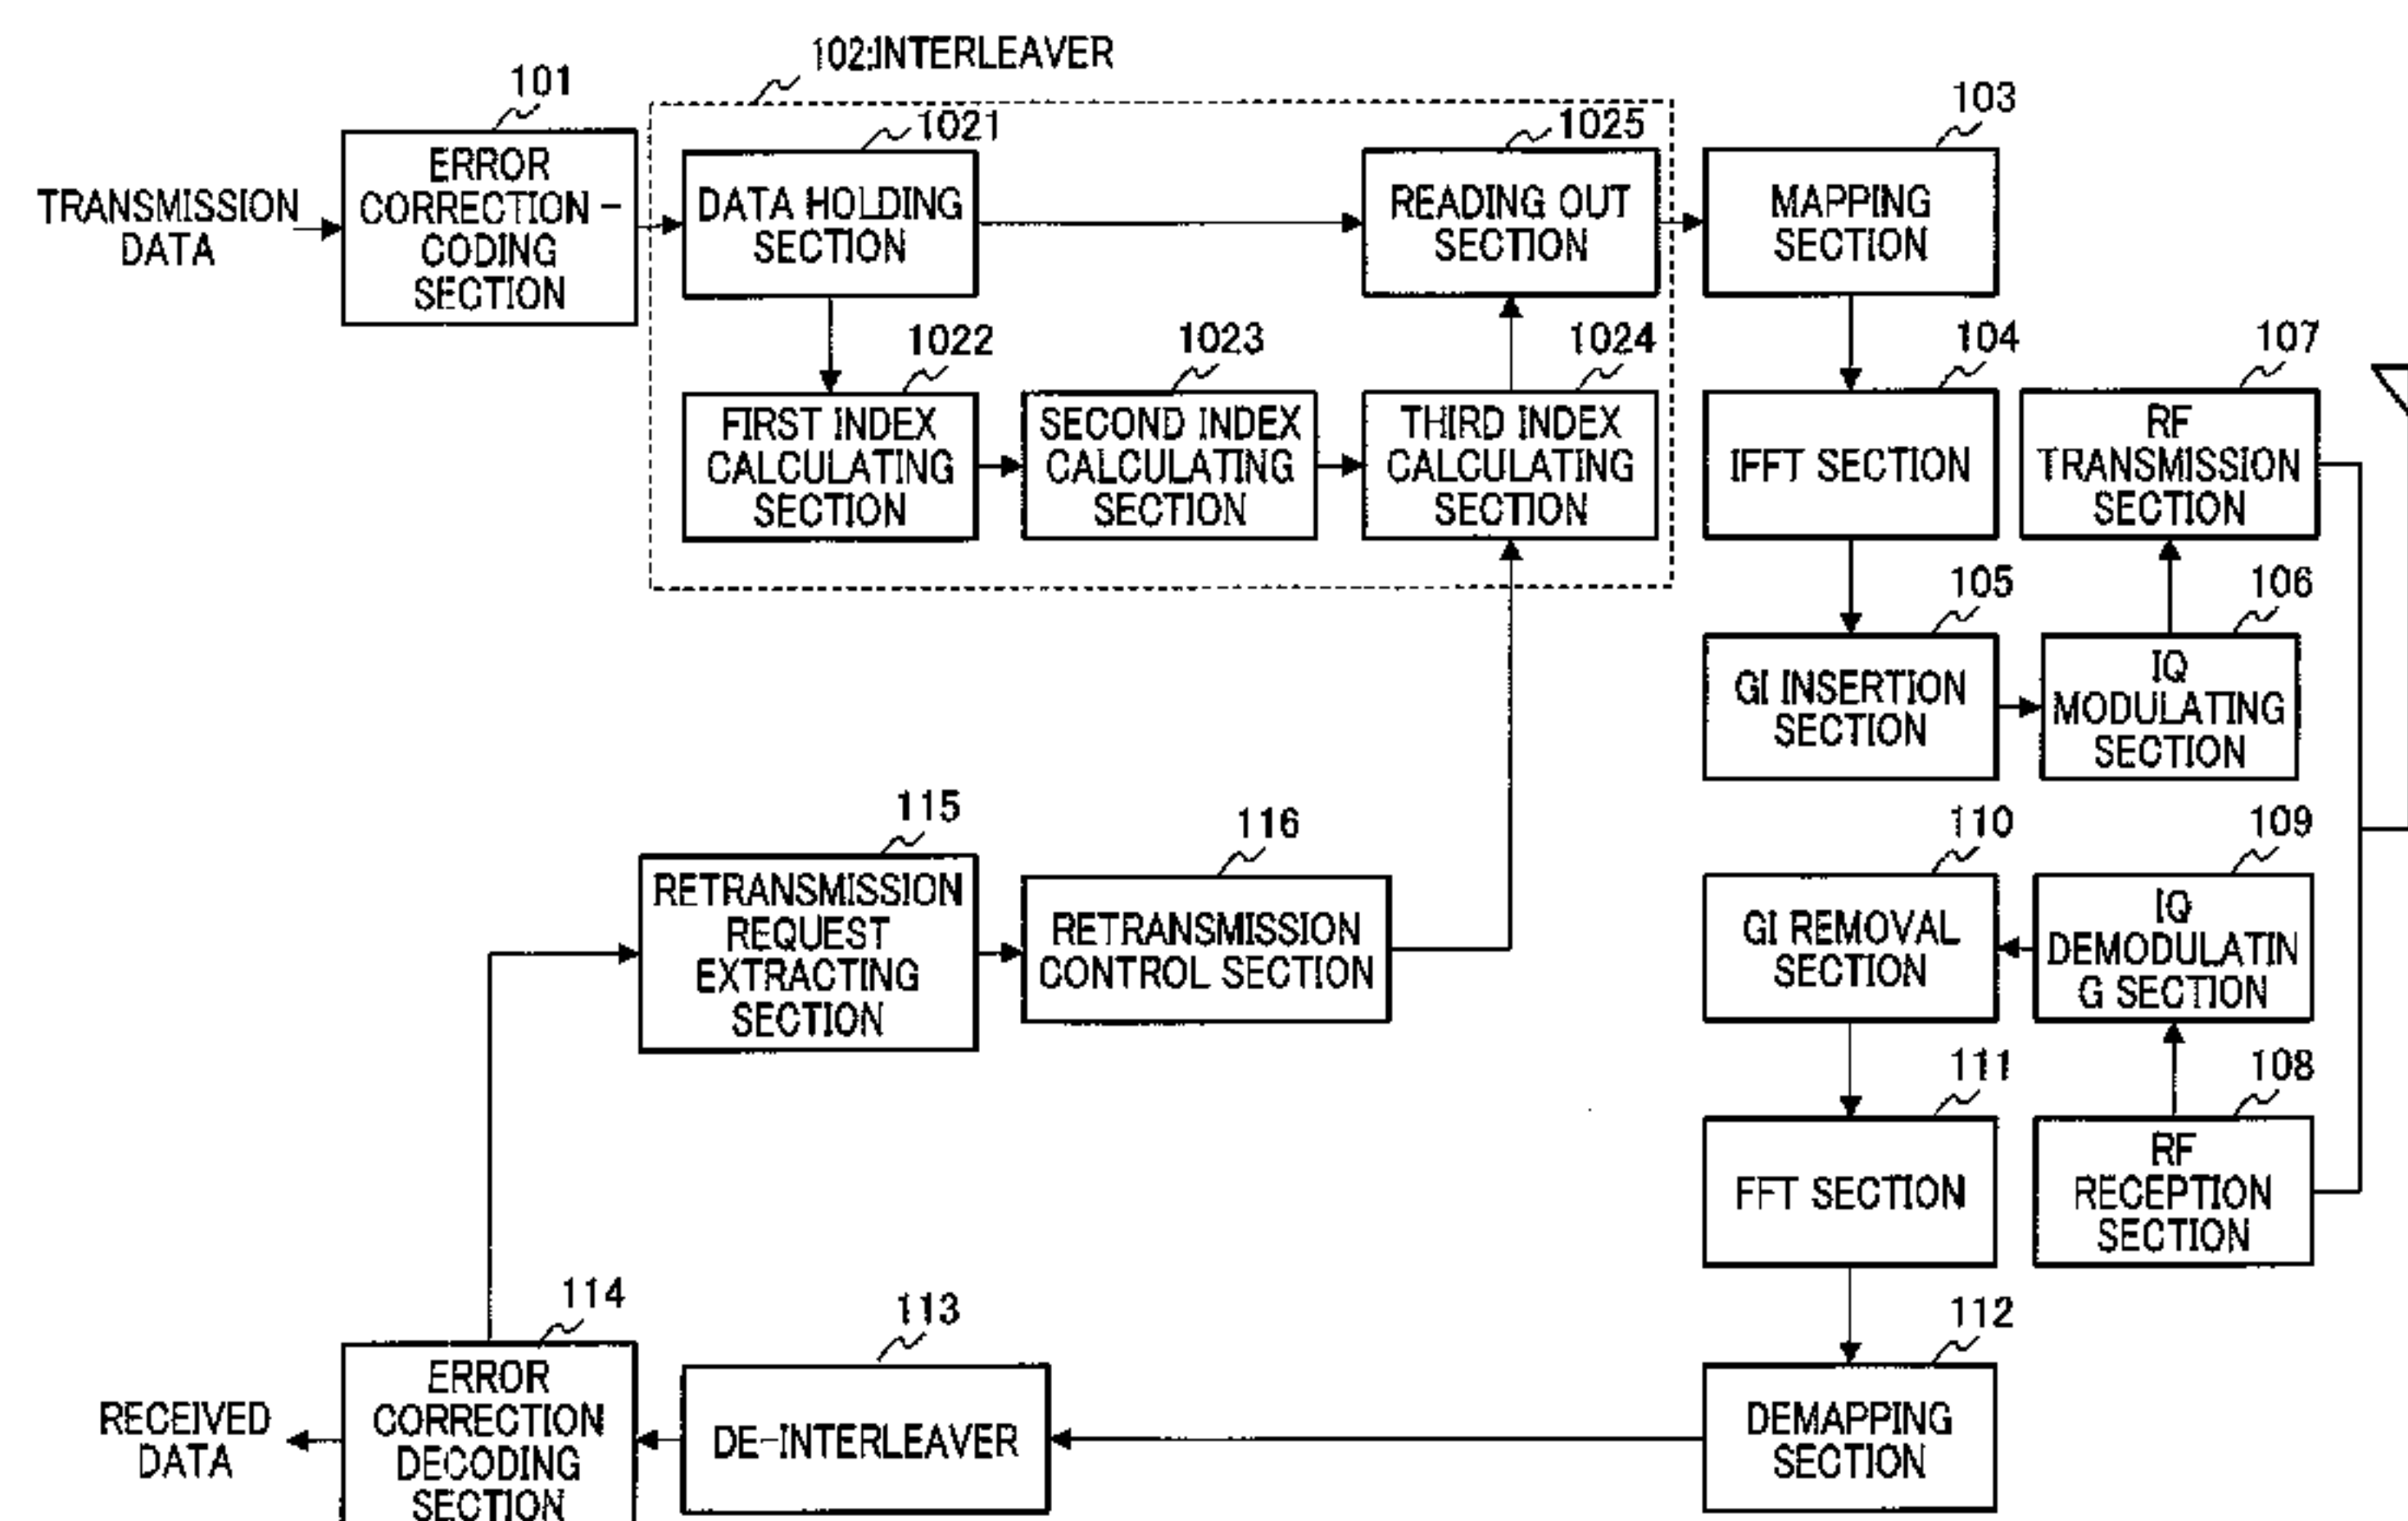 102:INTERLEAVER
101
1021
1025
103
TRANSMISSION
DATA
ERROR
CORRECTION -
CODING
SECTION
DATA HOLDING
SECTION
READING OUT
SECTION
MAPPING
SECTION
1022
1023
1024
104
107
FIRST INDEX
CALCULATING
SECTION
SECOND INDEX
CALCULATING
SECTION
THIRD INDEX
CALCULATING
SECTION
IFFT SECTION
RF
TRANSMISSION
SECTION
105
106
GI INSERTION
SECTION
IQ
MODULATING
SECTION
115
116
110
109
RETRANSMISSION
REQUEST
EXTRACTING
SECTION
RETRANSMISSION
CONTROL SECTION
GI REMOVAL
SECTION
IQ
DEMODULATIN
G SECTION
111
108
FFT SECTION
RF
RECEPTION
SECTION
114
113
112
RECEIVED
DATA
ERROR
CORRECTION
DECODING
SECTION
DE-INTERLEAVER
DEMAPPING
SECTION